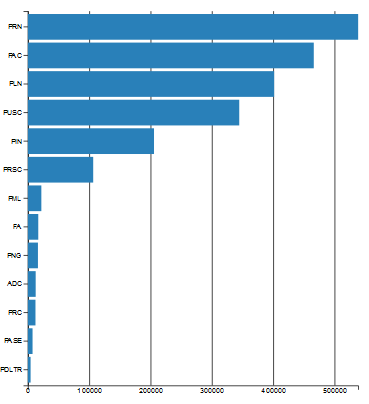 PRN
PAC
PLN
PUSC
PIN
PRSC
PML
FA
PNG
ADC
PRC
PASE
PDLTR
0
100000
200000
300000
400000
500000